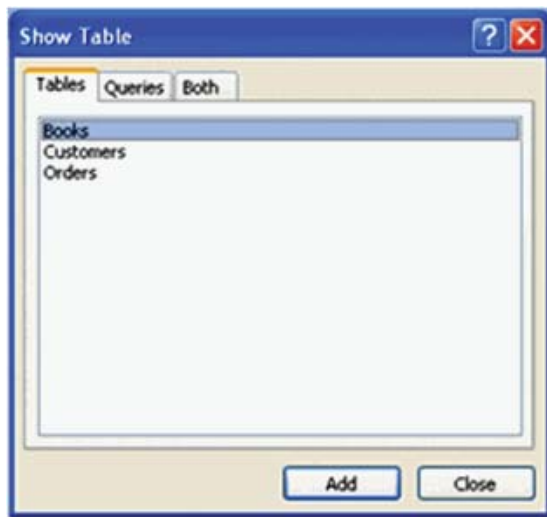 Show Table
?
Tables Queries Both
Books
Customers
Orders
Add Close